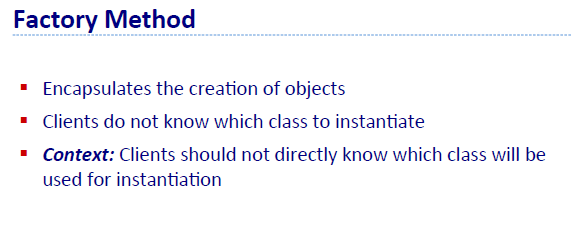 Factory Method
▪ Encapsulates the creation of objects
▪ Clients do not know which class to instantiate
▪ Context: Clients should not directly know which class will be
used for instantiation